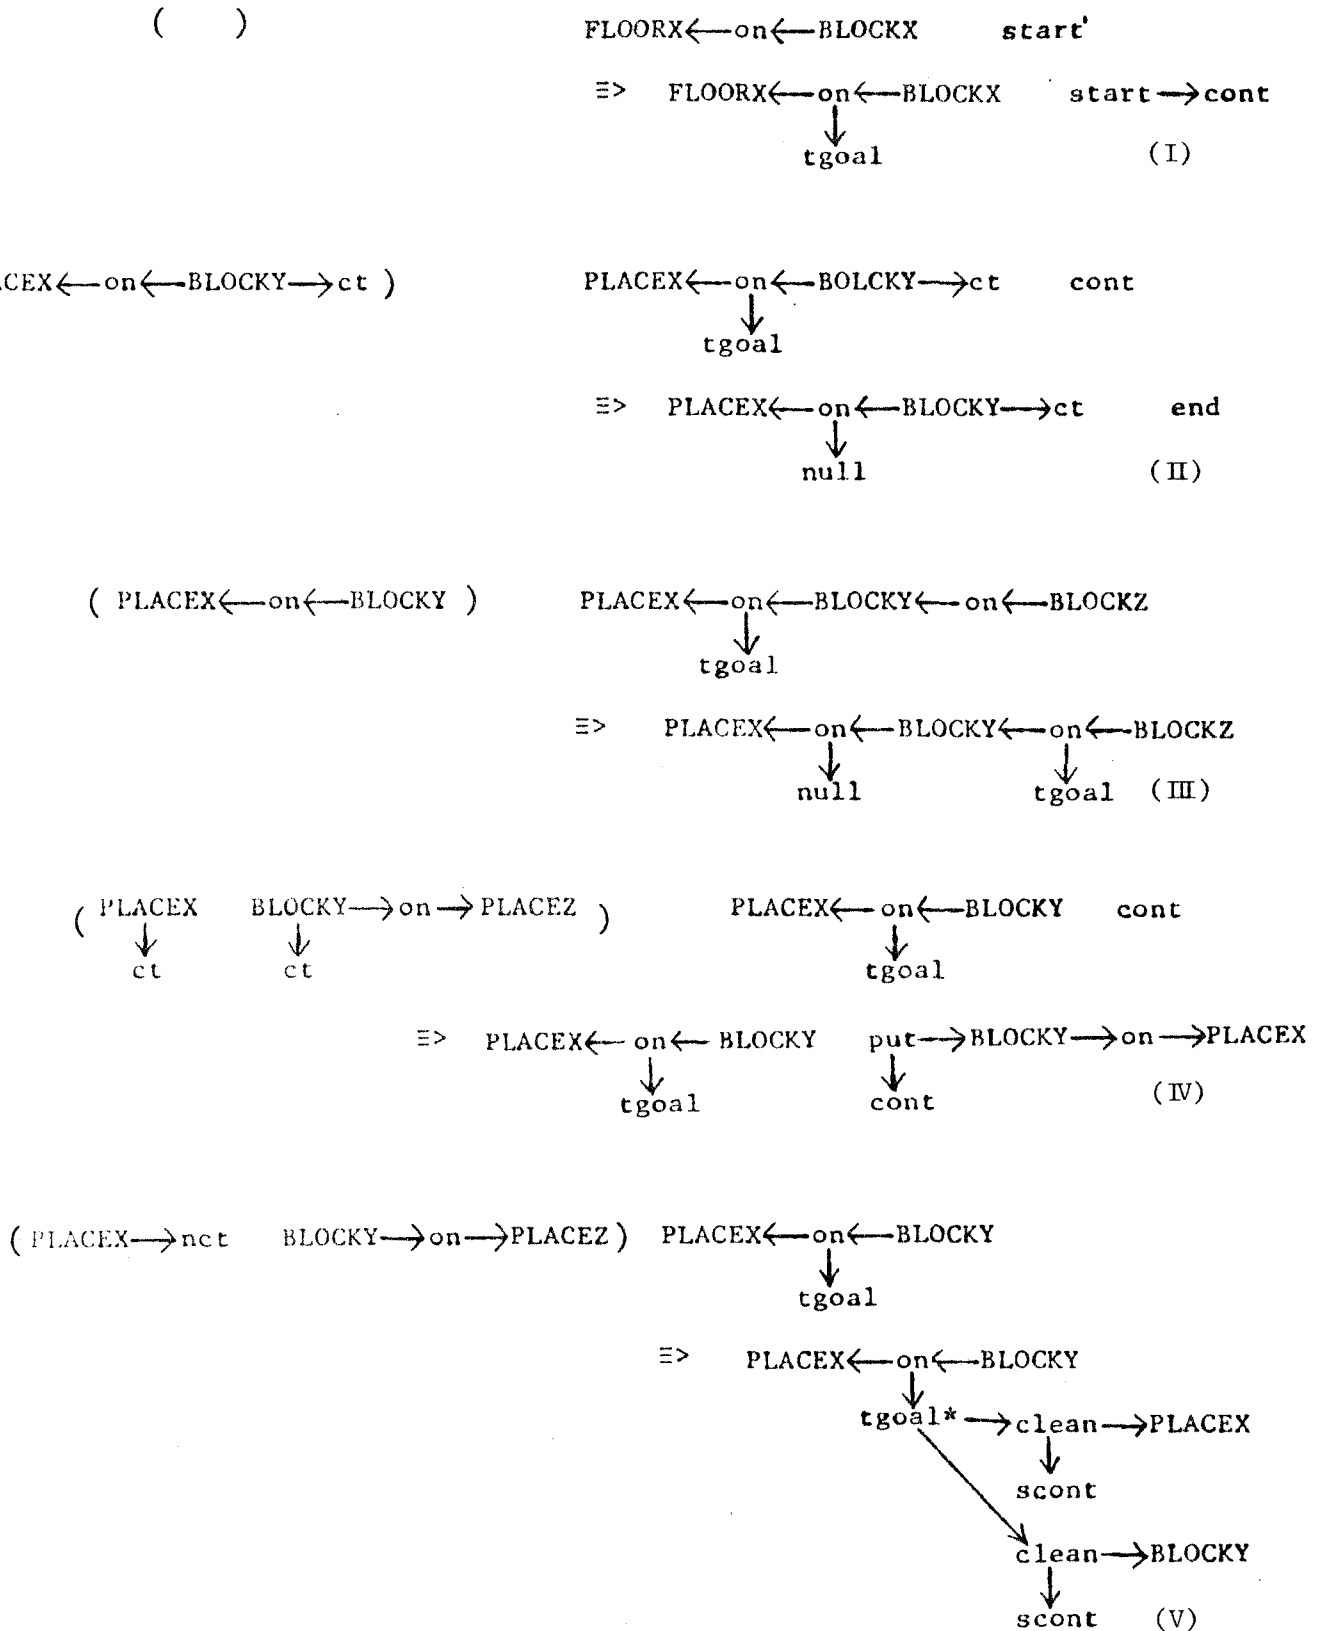 ( ) FLOORX←on←BLOCKX start'
≡> FLOORX←on←BLOCKX start→cont
↓
tgoal (I)
CEX←on←BLOCKY→ct ) PLACEX←on←BOLCKY→ct cont
↓
tgoal
≡> PLACEX←on←BLOCKY→ct end
↓
null (II)
( PLACEX←on←BLOCKY ) PLACEX←on←BLOCKY←on←BLOCKZ
↓
tgoal
≡> PLACEX←on←BLOCKY←on←BLOCKZ
↓ ↓
null tgoal (III)
( PLACEX BLOCKY→on→PLACEZ ) PLACEX←on←BLOCKY cont
↓ ↓ ↓
ct ct tgoal
≡> PLACEX←on←BLOCKY put→BLOCKY→on→PLACEX
↓ ↓
tgoal cont (IV)
( PLACEX→nct BLOCKY→on→PLACEZ) PLACEX←on←BLOCKY
↓
tgoal
≡> PLACEX←on←BLOCKY
↓
tgoal*→clean→PLACEX
↓
scont
clean→BLOCKY
↓
scont (V)